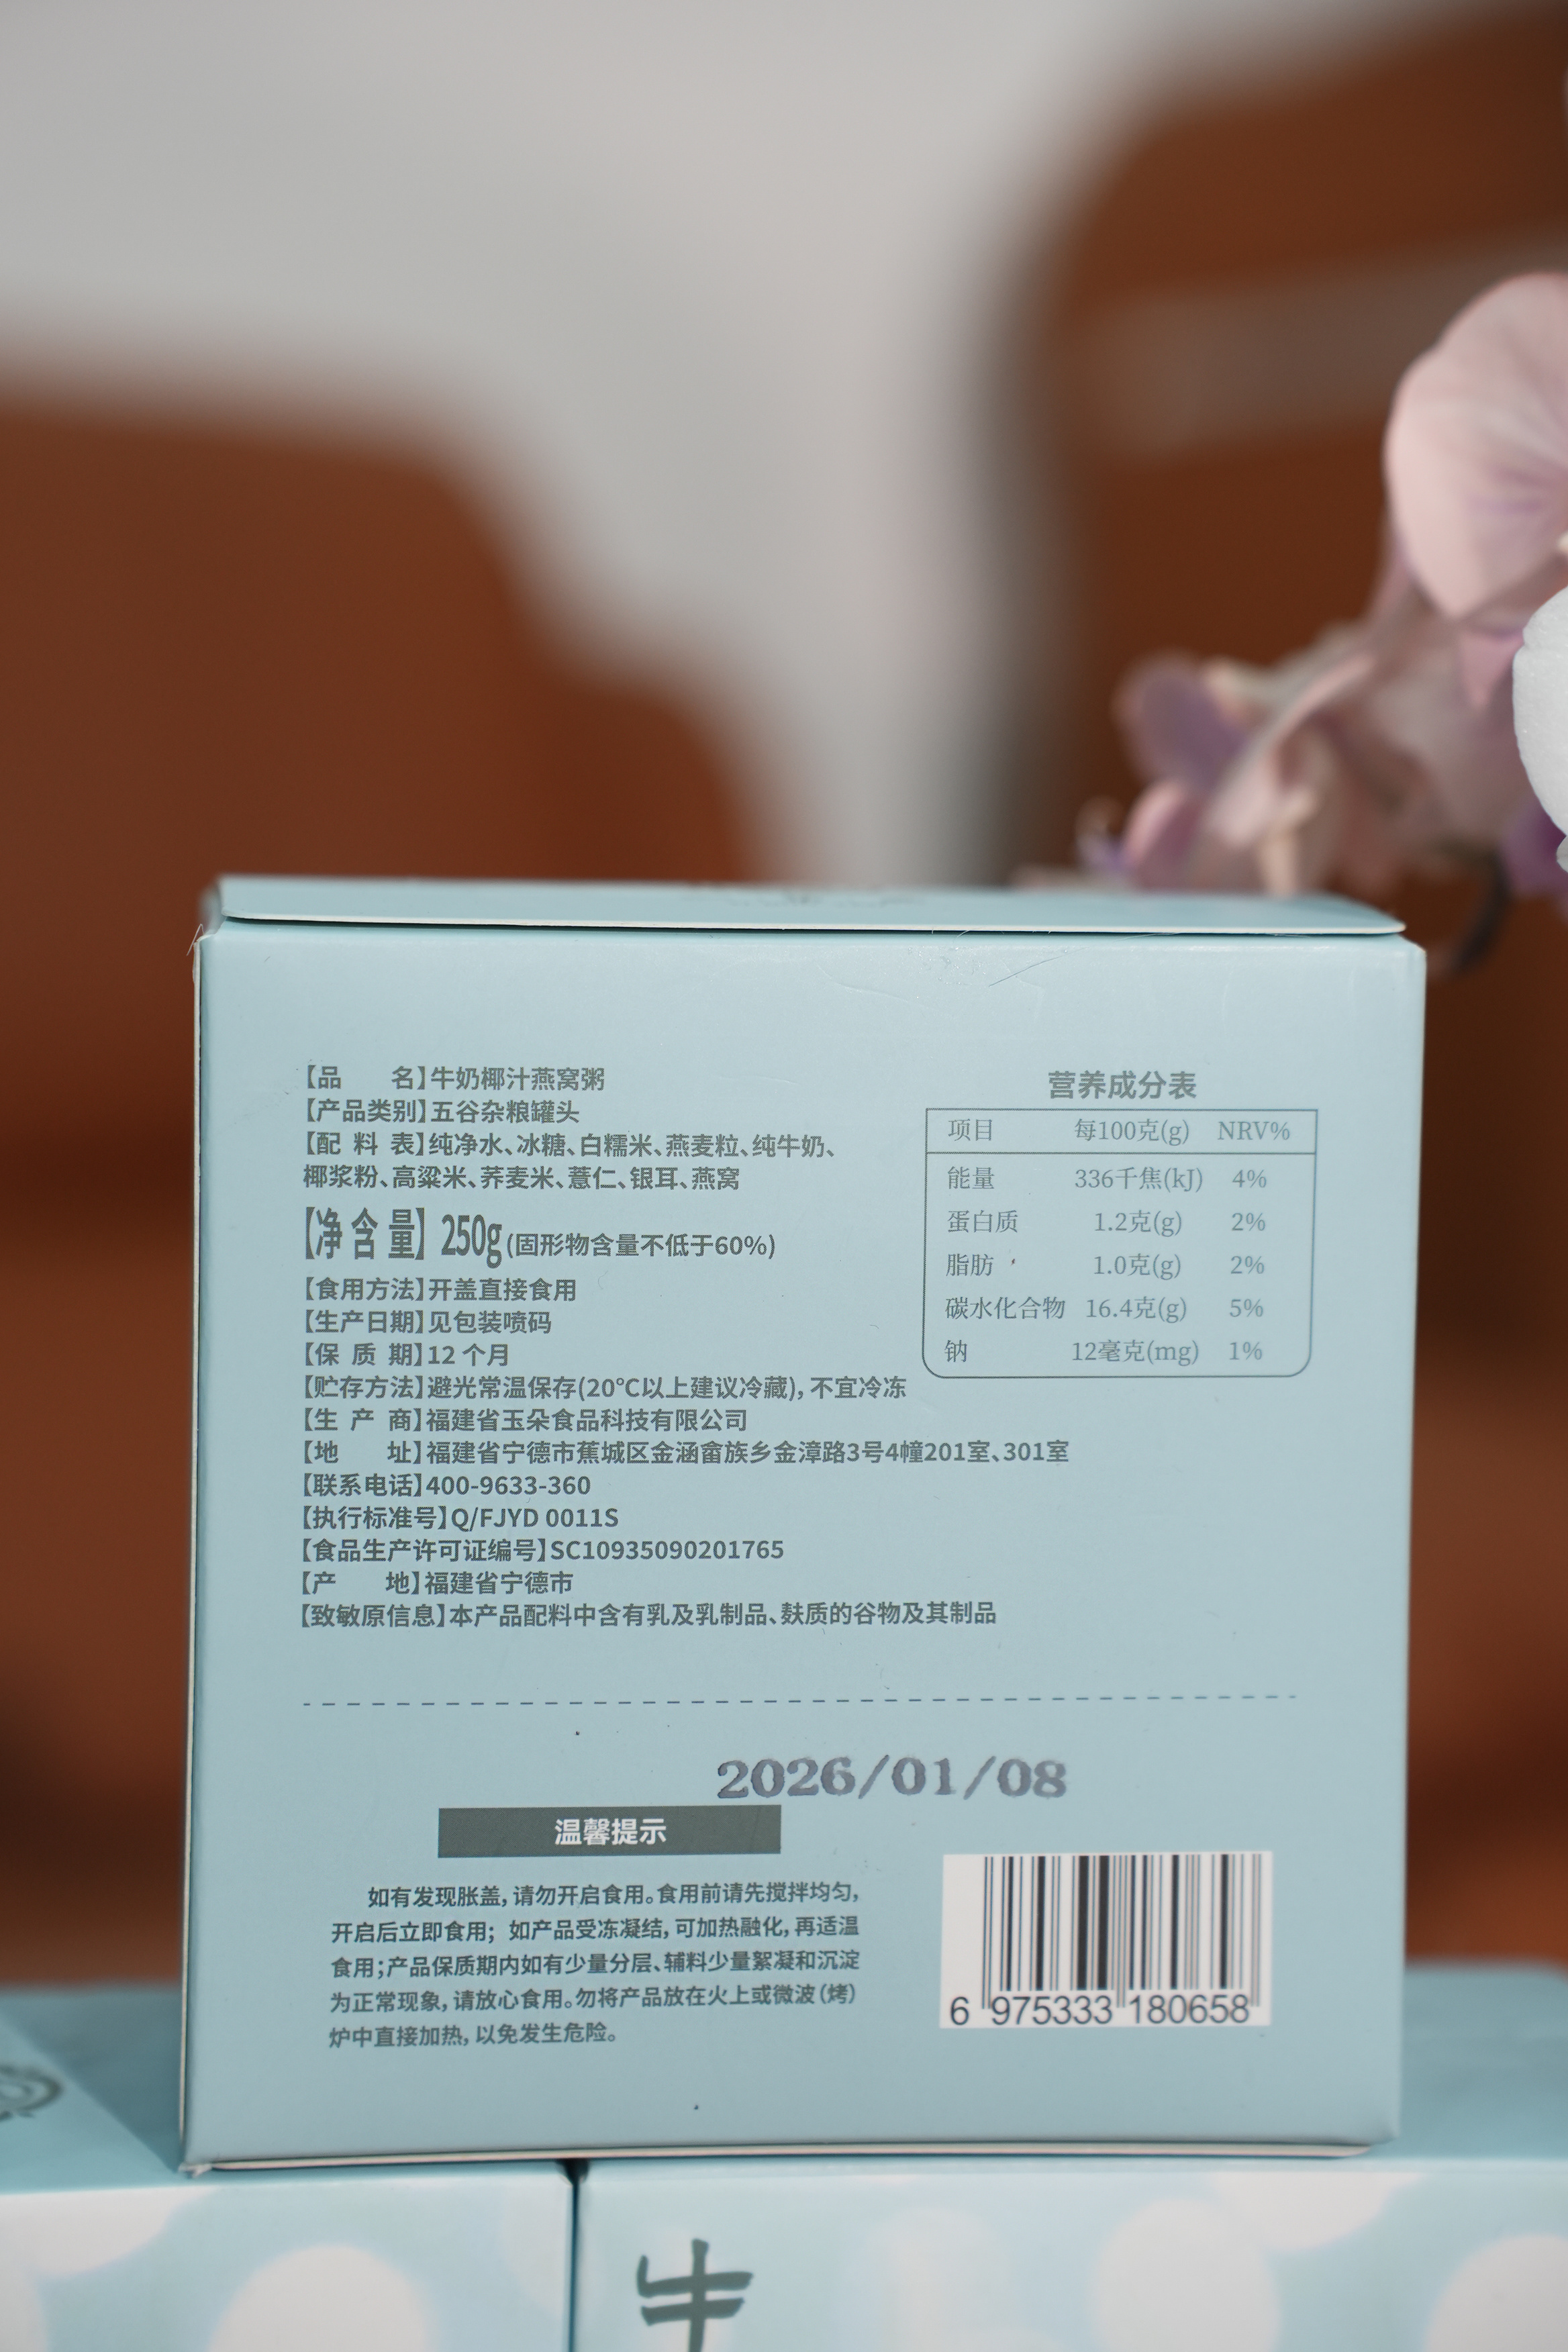 【品 名】牛奶椰汁燕窝粥
【产品类别】五谷杂粮罐头
【配 料 表】纯净水、冰糖、白糯米、燕麦粒、纯牛奶、
椰浆粉、高粱米、荞麦米、薏仁、银耳、燕窝
【净 含 量】250g(固形物含量不低于60%)
【食用方法】开盖直接食用
【生产日期】见包装喷码
【保 质 期】12 个月
【贮存方法】避光常温保存(20℃以上建议冷藏),不宜冷冻
【生 产 商】福建省玉朵食品科技有限公司
【地 址】福建省宁德市蕉城区金涵畲族乡金漳路3号4幢201室、301室
【联系电话】400-9633-360
【执行标准号】Q/FJYD 0011S
【食品生产许可证编号】SC10935090201765
【产 地】福建省宁德市
【致敏原信息】本产品配料中含有乳及乳制品、麸质的谷物及其制品
营养成分表
项目 每100克(g) NRV%
能量 336千焦(kJ) 4%
蛋白质 1.2克(g) 2%
脂肪 1.0克(g) 2%
碳水化合物 16.4克(g) 5%
钠 12毫克(mg) 1%
2026/01/08
温馨提示
如有发现胀盖,请勿开启食用。食用前请先搅拌均匀,
开启后立即食用;如产品受冻凝结,可加热融化,再适温
食用;产品保质期内如有少量分层、辅料少量絮凝和沉淀
为正常现象,请放心食用。勿将产品放在火上或微波(烤)
炉中直接加热,以免发生危险。
6 975333 180658
牛